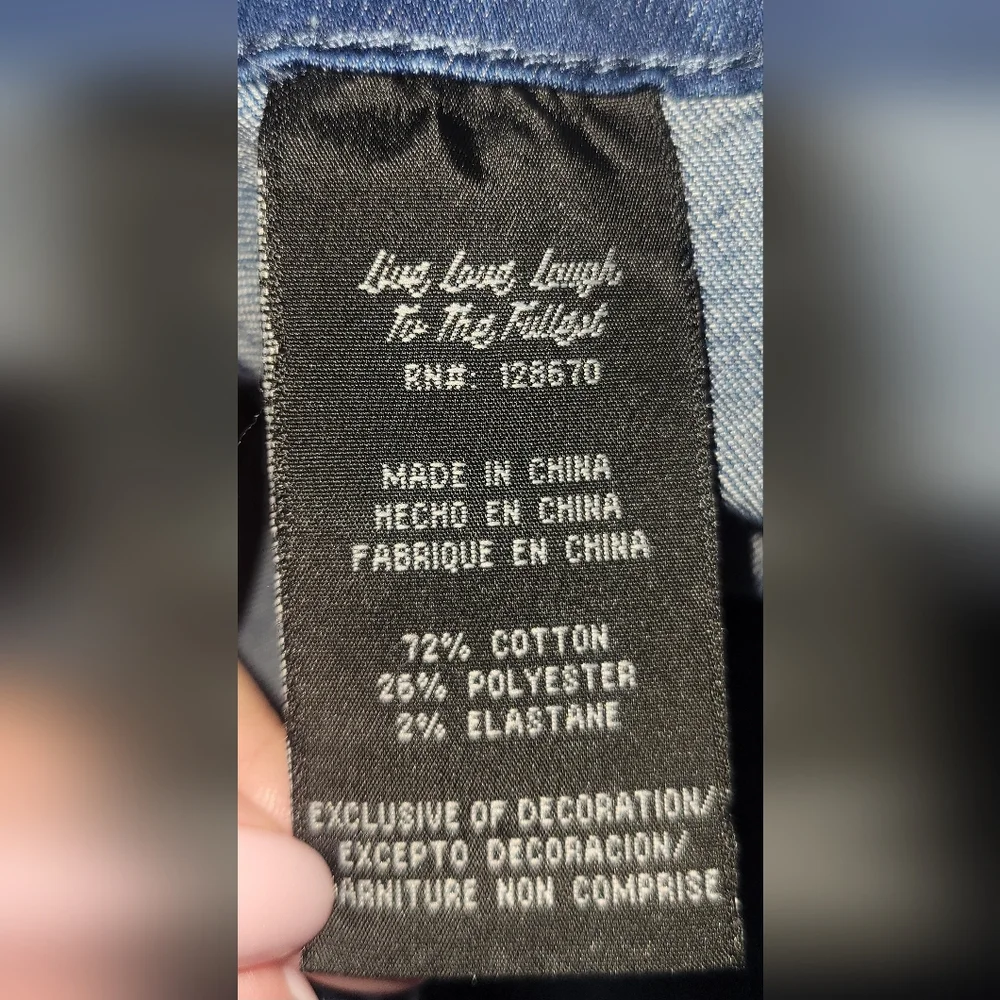 Live Love Laugh
To The Fullest
RN#: 128670
MADE IN CHINA
HECHO EN CHINA
FABRIQUE EN CHINA
72% COTTON
26% POLYESTER
2% ELASTANE
EXCLUSIVE OF DECORATION/
EXCEPTO DECORACION/
ARNITURE NON COMPRISE